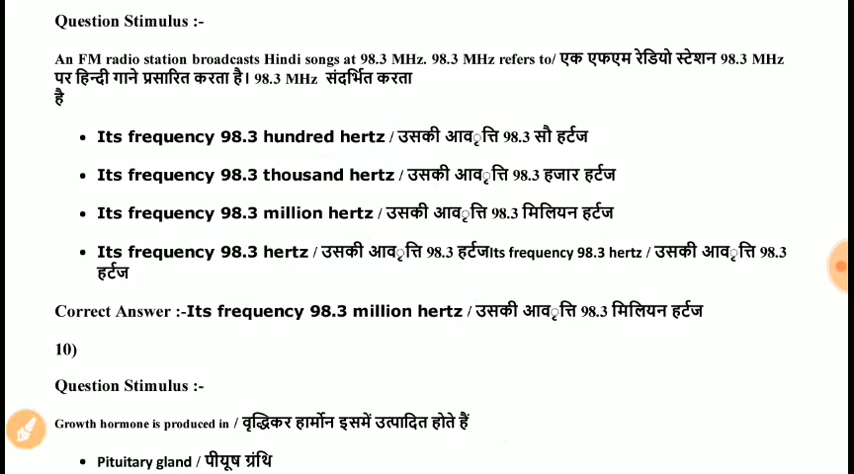 Question Stimulus :-
An FM radio station broadcasts Hindi songs at 98.3 MHz. 98.3 MHz refers to/ एक एफएम रेडियो स्टेशन 98.3 MHz
पर हिन्दी गाने प्रसारित करता है। 98.3 MHz संदर्भित करता
है
• Its frequency 98.3 hundred hertz / उसकी आव◌ृत्ति 98.3 सौ हर्टज
• Its frequency 98.3 thousand hertz / उसकी आव◌ृत्ति 98.3 हजार हर्टज
• Its frequency 98.3 million hertz / उसकी आव◌ृत्ति 98.3 मिलियन हर्टज
• Its frequency 98.3 hertz / उसकी आव◌ृत्ति 98.3 हर्टजIts frequency 98.3 hertz / उसकी आव◌ृत्ति 98.3
हर्टज
Correct Answer :-Its frequency 98.3 million hertz / उसकी आव◌ृत्ति 98.3 मिलियन हर्टज
10)
Question Stimulus :-
Growth hormone is produced in / वृद्धिकर हार्मोन इसमें उत्पादित होते हैं
• Pituitary gland / पीयूष ग्रंथि